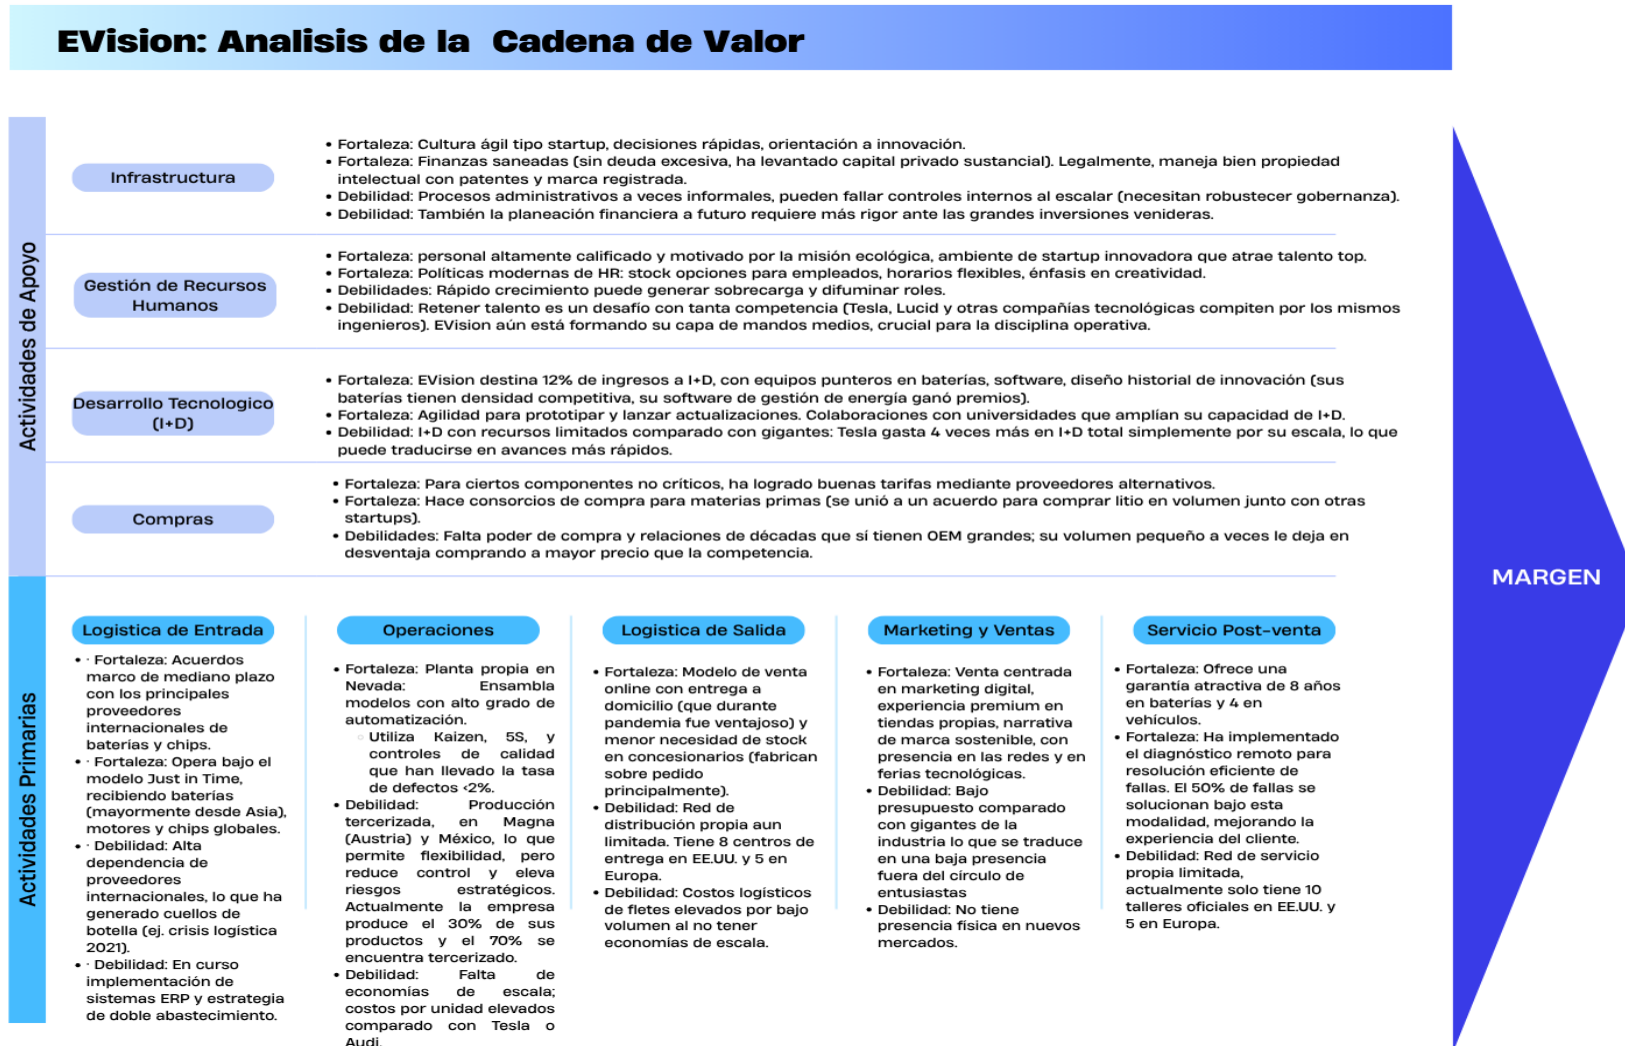 EVision: Analisis de la Cadena de Valor
Actividades de Apoyo
Infrastructura
• Fortaleza: Cultura ágil tipo startup, decisiones rápidas, orientación a innovación.
• Fortaleza: Finanzas saneadas (sin deuda excesiva, ha levantado capital privado sustancial). Legalmente, maneja bien propiedad
intelectual con patentes y marca registrada.
• Debilidad: Procesos administrativos a veces informales, pueden fallar controles internos al escalar (necesitan robustecer gobernanza).
• Debilidad: También la planeación financiera a futuro requiere más rigor ante las grandes inversiones venideras.
Gestión de Recursos
Humanos
• Fortaleza: personal altamente calificado y motivado por la misión ecológica, ambiente de startup innovadora que atrae talento top.
• Fortaleza: Políticas modernas de HR: stock opciones para empleados, horarios flexibles, énfasis en creatividad.
• Debilidades: Rápido crecimiento puede generar sobrecarga y difuminar roles.
• Debilidad: Retener talento es un desafío con tanta competencia (Tesla, Lucid y otras compañías tecnológicas compiten por los mismos
ingenieros). EVision aún está formando su capa de mandos medios, crucial para la disciplina operativa.
Desarrollo Tecnologico
(I+D)
• Fortaleza: EVision destina 12% de ingresos a I+D, con equipos punteros en baterías, software, diseño historial de innovación (sus
baterías tienen densidad competitiva, su software de gestión de energía ganó premios).
• Fortaleza: Agilidad para prototipar y lanzar actualizaciones. Colaboraciones con universidades que amplían su capacidad de I+D.
• Debilidad: I+D con recursos limitados comparado con gigantes: Tesla gasta 4 veces más en I+D total simplemente por su escala, lo que
puede traducirse en avances más rápidos.
Compras
• Fortaleza: Para ciertos componentes no críticos, ha logrado buenas tarifas mediante proveedores alternativos.
• Fortaleza: Hace consorcios de compra para materias primas (se unió a un acuerdo para comprar litio en volumen junto con otras
startups).
• Debilidades: Falta poder de compra y relaciones de décadas que sí tienen OEM grandes; su volumen pequeño a veces le deja en
desventaja comprando a mayor precio que la competencia.
Actividades Primarias
Logistica de Entrada
• · Fortaleza: Acuerdos
marco de mediano plazo
con los principales
proveedores
internacionales de
baterías y chips.
• · Fortaleza: Opera bajo el
modelo Just in Time,
recibiendo baterías
(mayormente desde Asia),
motores y chips globales.
• · Debilidad: Alta
dependencia de
proveedores
internacionales, lo que ha
generado cuellos de
botella (ej. crisis logística
2021).
• · Debilidad: En curso
implementación de
sistemas ERP y estrategia
de doble abastecimiento.
Operaciones
• Fortaleza: Planta propia en
Nevada: Ensambla
modelos con alto grado de
automatización.
◦ Utiliza Kaizen, 5S, y
controles de calidad
que han llevado la tasa
de defectos <2%.
• Debilidad: Producción
tercerizada, en Magna
(Austria) y México, lo que
permite flexibilidad, pero
reduce control y eleva
riesgos estratégicos.
Actualmente la empresa
produce el 30% de sus
productos y el 70% se
encuentra tercerizado.
• Debilidad: Falta de
economías de escala;
costos por unidad elevados
comparado con Tesla o
Audi.
Logistica de Salida
• Fortaleza: Modelo de venta
online con entrega a
domicilio (que durante
pandemia fue ventajoso) y
menor necesidad de stock
en concesionarios (fabrican
sobre pedido
principalmente).
• Debilidad: Red de
distribución propia aun
limitada. Tiene 8 centros de
entrega en EE.UU. y 5 en
Europa.
• Debilidad: Costos logísticos
de fletes elevados por bajo
volumen al no tener
economías de escala.
Marketing y Ventas
• Fortaleza: Venta centrada
en marketing digital,
experiencia premium en
tiendas propias, narrativa
de marca sostenible, con
presencia en las redes y en
ferias tecnológicas.
• Debilidad: Bajo
presupuesto comparado
con gigantes de la
industria lo que se traduce
en una baja presencia
fuera del círculo de
entusiastas
• Debilidad: No tiene
presencia física en nuevos
mercados.
Servicio Post-venta
• Fortaleza: Ofrece una
garantía atractiva de 8 años
en baterías y 4 en
vehículos.
• Fortaleza: Ha implementado
el diagnóstico remoto para
resolución eficiente de
fallas. El 50% de fallas se
solucionan bajo esta
modalidad, mejorando la
experiencia del cliente.
• Debilidad: Red de servicio
propia limitada,
actualmente solo tiene 10
talleres oficiales en EE.UU. y
5 en Europa.
MARGEN